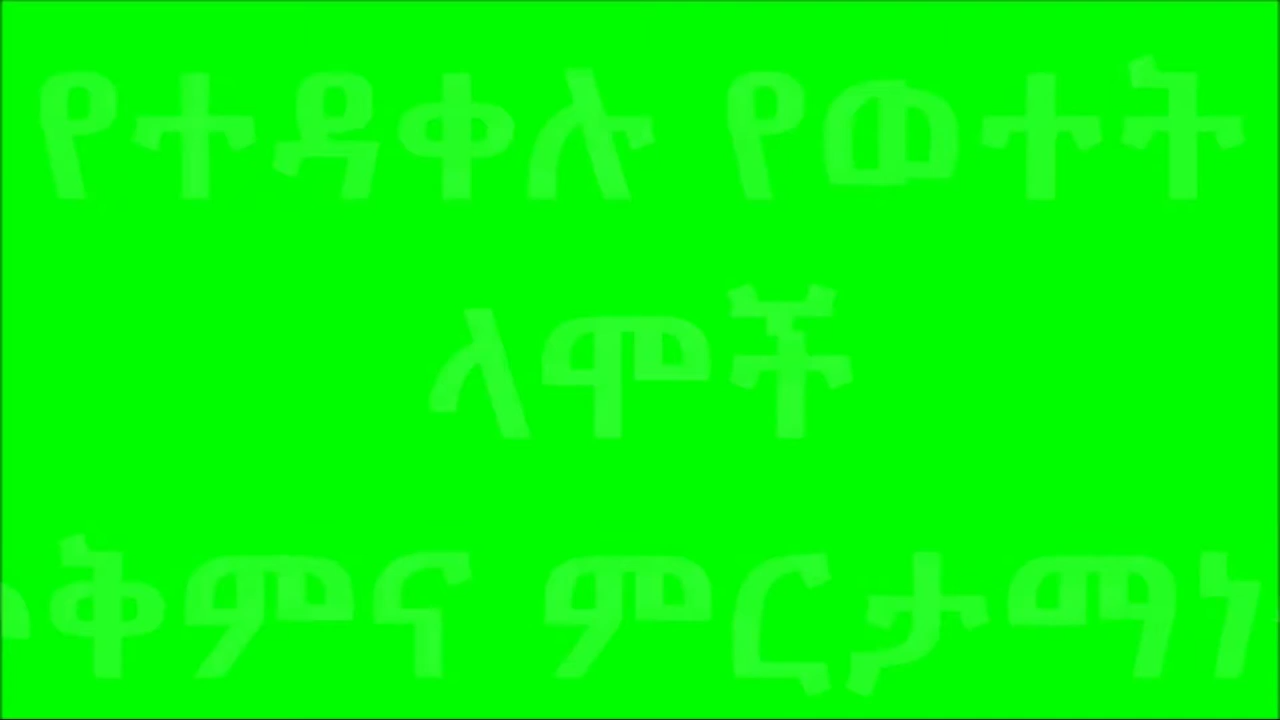 የተዳቀሉ የወተት
ላሞች
ቅምና ምርታማነ